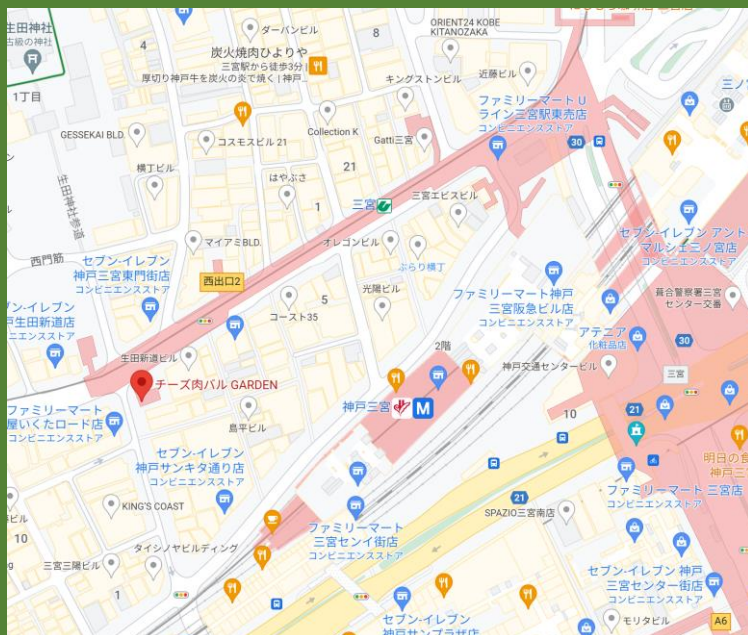 生田神社
古級の神社
1丁目
4
ダーバンビル
炭火焼肉ひよりや
三宮駅から徒歩3分 |
厚切り神戸牛を炭火の炎で焼く | 神戸...
8
ORIENT24 KOBE
KITANOZAKA
近藤ビル
キングストンビル
ファミリーマート U
ライン三宮駅東売店
コンビニエンスストア
30
三ノ宮
GESSEKAI BLD.
コスモスビル 21
Collection K
Gatti三宮
21
横丁ビル
はやぶさ
1
三宮
三宮エビスビル
生田神社参道
西門筋
マイアミBLD.
オレゴンビル
ぷらり横丁
セブン-イレブン アント
マルシェ三ノ宮店
コンビニエンスストア
セブン-イレブン
神戸三宮東門街店
コンビニエンスストア
西出口2
光陽ビル
ファミリーマート神戸
三宮阪急ビル店
コンビニエンスストア
葺合警察署三宮
センター交番
ブン-イレブン
戸生田新道店
コンビニエンスストア
5
コースト35
2階
アテニア
化粧品店
30
生田新道ビル
チーズ肉バル GARDEN
神戸交通センタービル
三宮
神戸三宮
M
10
21
ファミリーマート
屋いくたロード店
コンビニエンスストア
島平ビル
明日の食
神戸三
セブン-イレブン
神戸サンキタ通り店
コンビニエンスストア
ファミリーマート 三宮店
コンビニエンスストア
KING'S COAST
21
SPAZIO三宮南店
ファミリーマート
三宮センイ街店
コンビニエンスストア
ビル
10
タイシノヤビルディング
三宮三陽ビル
セブン-イレブン 神戸
三宮センター街店
コンビニエンスストア
1
セブン-イレブン
神戸サンプラザ店
モリタビル
A6